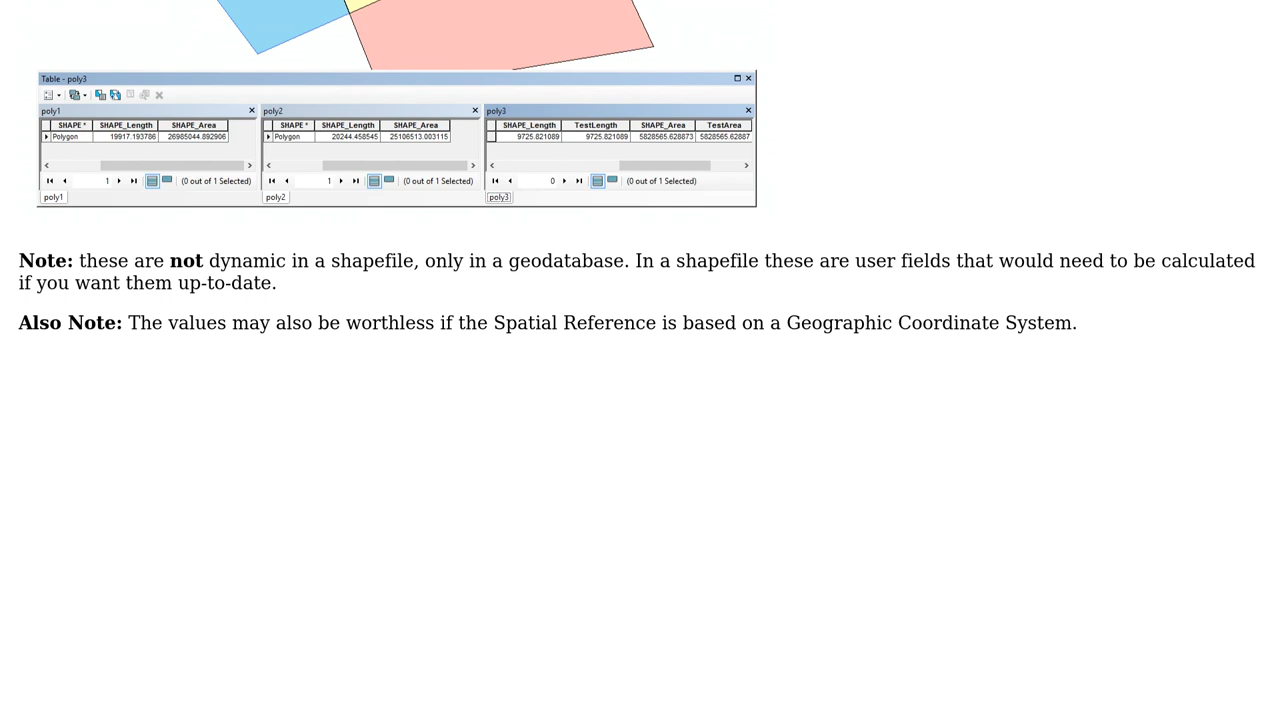 Table - poly3
poly1
poly2
poly3
SHAPE * SHAPE_Length SHAPE_Area
Polygon 19917.193786 26985044.892906
SHAPE * SHAPE_Length SHAPE_Area
Polygon 20244.458545 25106513.003115
SHAPE_Length TestLength SHAPE_Area TestArea
9725.821089 9725.821089 5828565.628873 5828565.62887
1 (0 out of 1 Selected)
1 (0 out of 1 Selected)
0 (0 out of 1 Selected)
poly1
poly2
poly3
Note: these are not dynamic in a shapefile, only in a geodatabase. In a shapefile these are user fields that would need to be calculated
if you want them up-to-date.
Also Note: The values may also be worthless if the Spatial Reference is based on a Geographic Coordinate System.